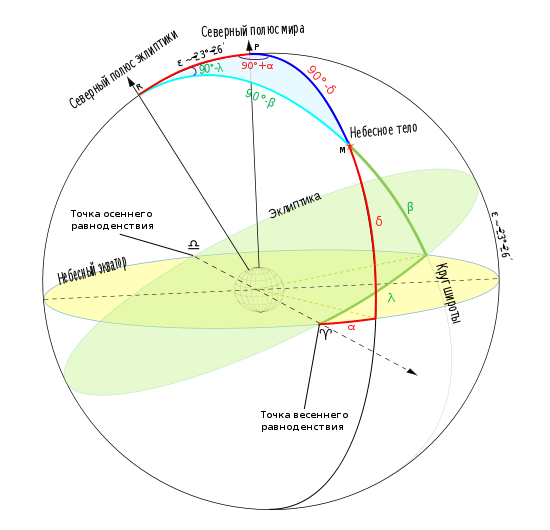 Северный полюс мира
P
Северный полюс эклиптики
R
ε ~23°26′
90°-λ
90°+α
90°-δ
90°-β
Небесное тело
M
Эклиптика
β
δ
ε ~23°26′
Точка осеннего
равноденствия
♎
Небесный экватор
Круг широты
λ
α
♈
Точка весеннего
равноденствия